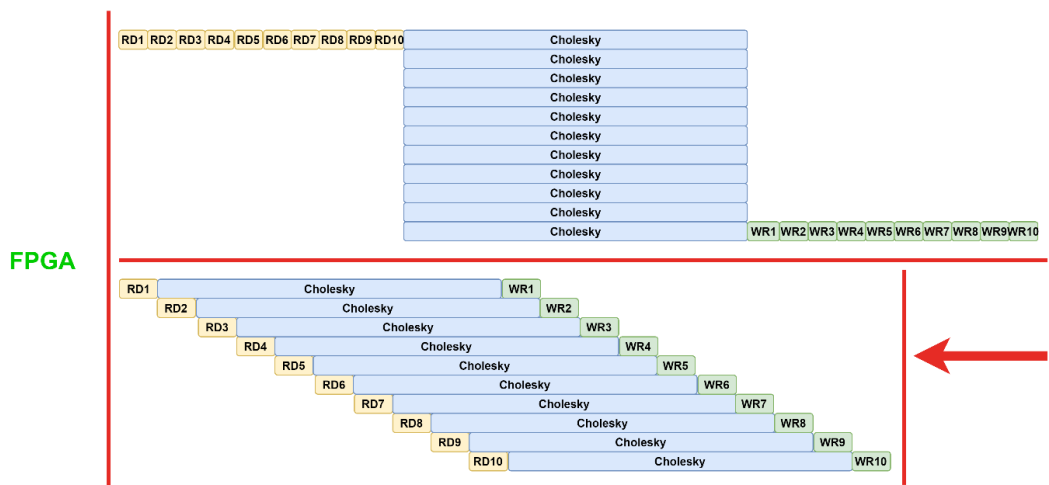 RD1 RD2 RD3 RD4 RD5 RD6 RD7 RD8 RD9 RD10 Cholesky
Cholesky
Cholesky
Cholesky
Cholesky
Cholesky
Cholesky
Cholesky
Cholesky
Cholesky
Cholesky WR1 WR2 WR3 WR4 WR5 WR6 WR7 WR8 WR9 WR10
FPGA
RD1 Cholesky WR1
RD2 Cholesky WR2
RD3 Cholesky WR3
RD4 Cholesky WR4
RD5 Cholesky WR5
RD6 Cholesky WR6
RD7 Cholesky WR7
RD8 Cholesky WR8
RD9 Cholesky WR9
RD10 Cholesky WR10